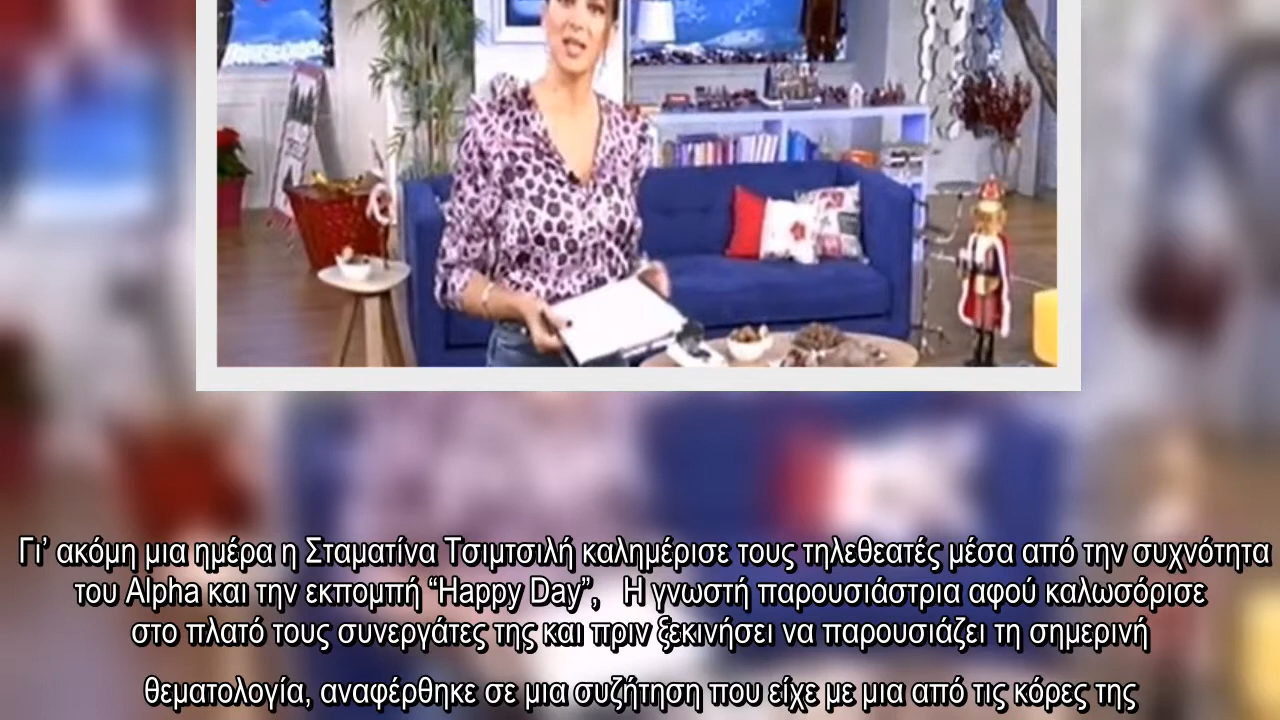 Γι’ ακόμη μια ημέρα η Σταματίνα Τσιμτσιλή καλημέρισε τους τηλεθεατές μέσα από την συχνότητα
του Alpha και την εκπομπή “Happy Day”,   Η γνωστή παρουσιάστρια αφού καλωσόρισε
στο πλατό τους συνεργάτες της και πριν ξεκινήσει να παρουσιάζει τη σημερινή
θεματολογία, αναφέρθηκε σε μια συζήτηση που είχε με μια από τις κόρες της